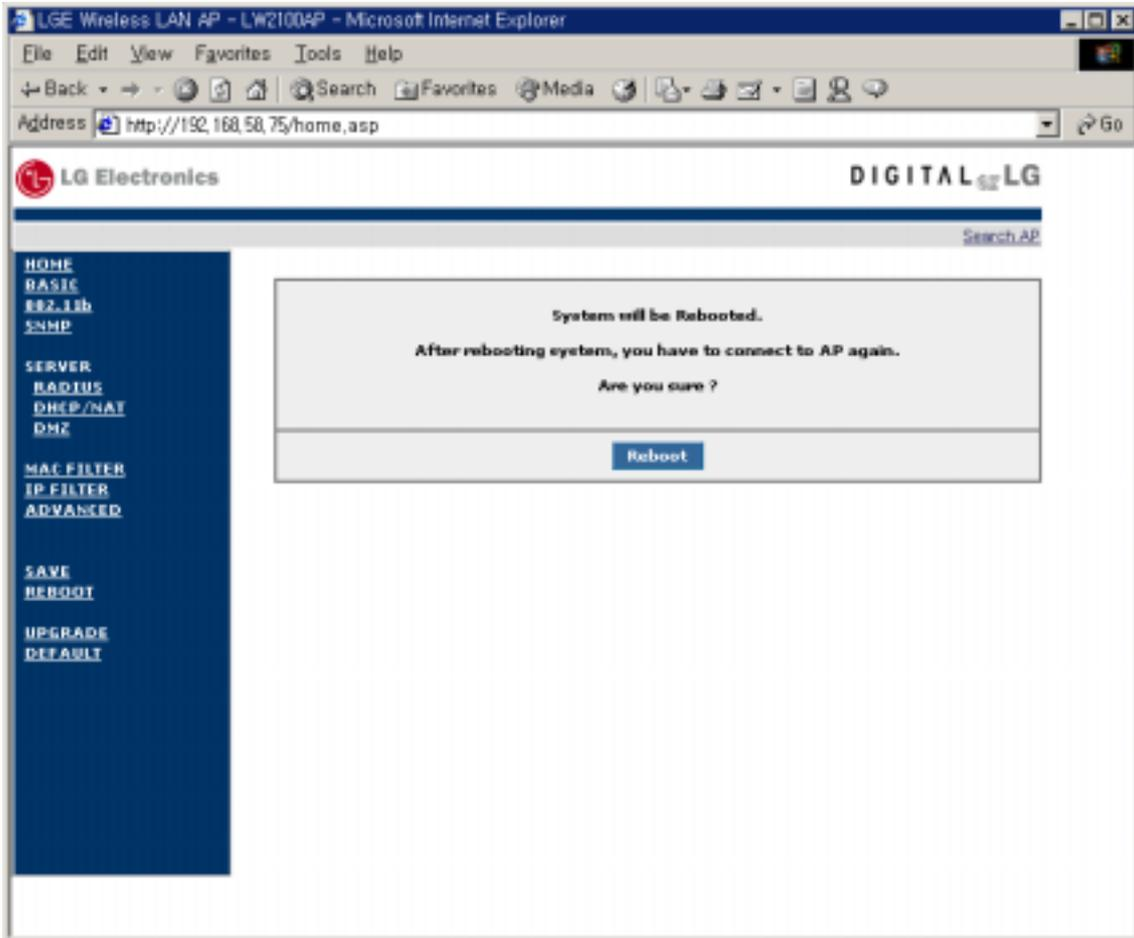 LGE Wireless LAN AP - LW2100AP - Microsoft Internet Explorer
File Edit View Favorites Tools Help
Back Search Favorites Media
Address http://192,168,58,75/home,asp Go
LG Electronics
DIGITAL LG
Search AP
HOME
BASIC
802.11b
SNMP
SERVER
RADIUS
DHCP/NAT
DMZ
MAC FILTER
IP FILTER
ADVANCED
SAVE
REBOOT
UPGRADE
DEFAULT
System will be Rebooted.
After rebooting system, you have to connect to AP again.
Are you sure ?
Reboot